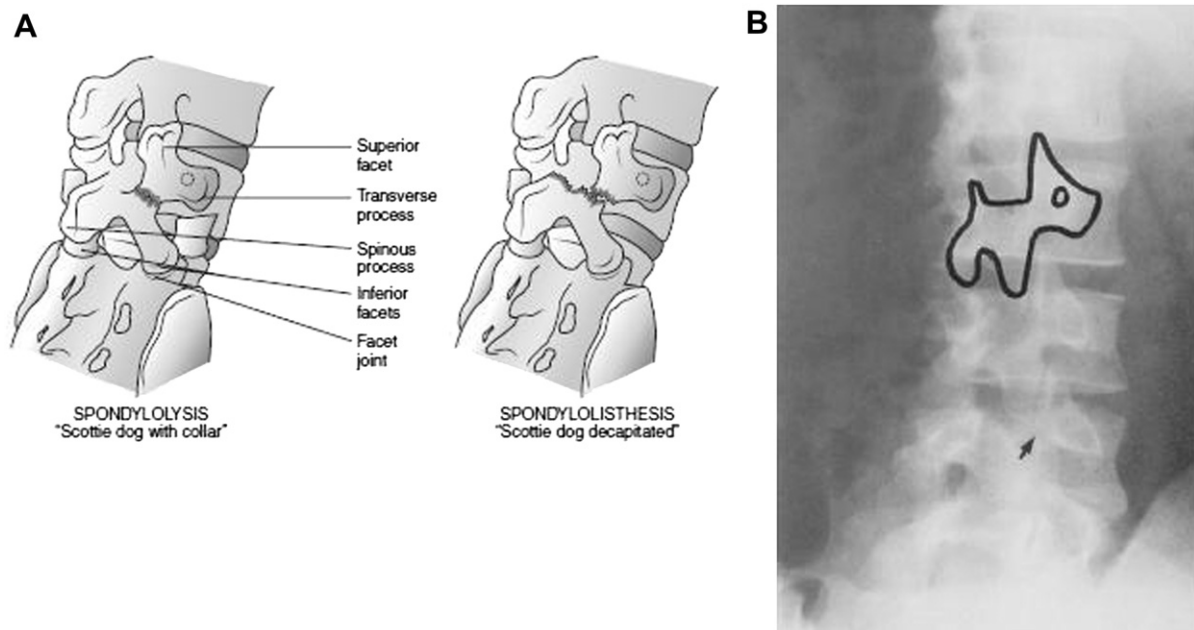 A
Superior
facet
Transverse
process
Spinous
process
Inferior
facets
Facet
joint
SPONDYLOLYSIS
"Scottie dog with collar"
SPONDYLOLISTHESIS
"Scottie dog decapitated"
B